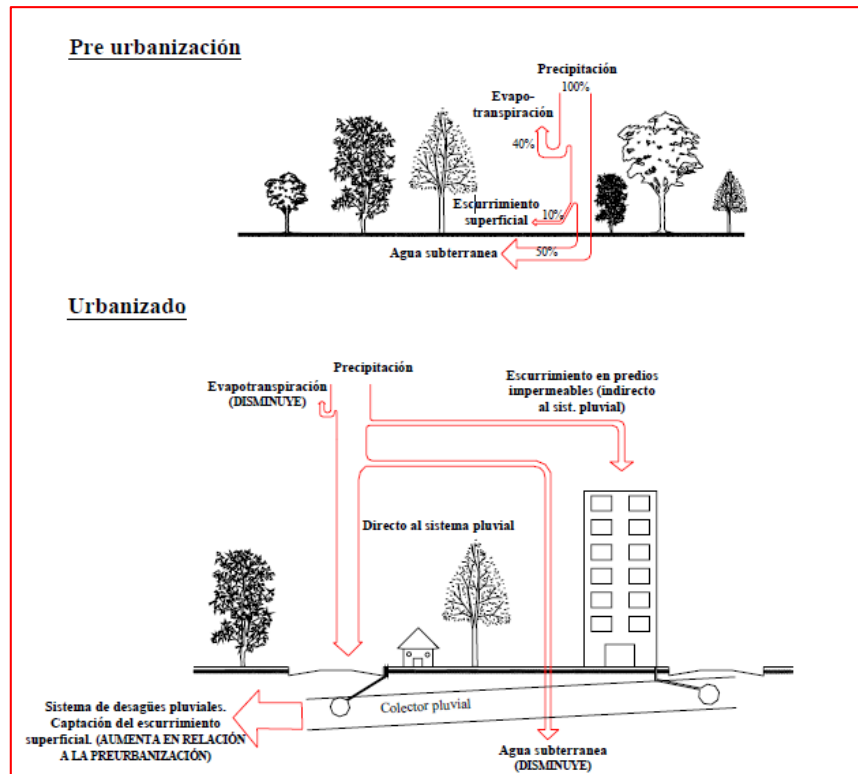 Pre urbanización
Precipitación
100%
Evapo-
transpiración
40%
Escurrimiento
superficial
10%
Agua subterranea
50%
Urbanizado
Precipitación
Evapotranspiración
(DISMINUYE)
Escurrimiento en predios
impermeables (indirecto
al sist. pluvial)
Directo al sistema pluvial
Sistema de desagües pluviales.
Captación del escurrimiento
superficial. (AUMENTA EN RELACIÓN
A LA PREURBANIZACIÓN)
Colector pluvial
Agua subterranea
(DISMINUYE)